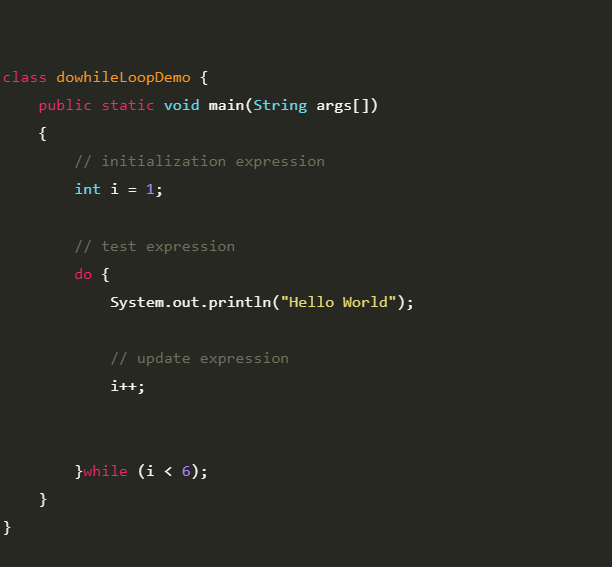 class dowhileLoopDemo {
    public static void main(String args[])
    {
        // initialization expression
        int i = 1;
        // test expression
        do {
            System.out.println("Hello World");
            // update expression
            i++;
        }while (i < 6);
    }
}